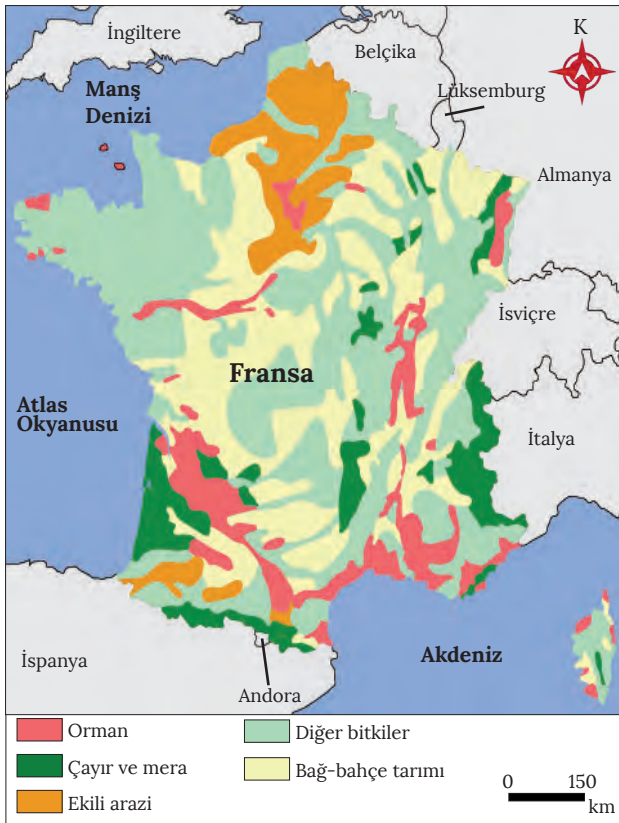 İngiltere
Belçika
K
Manş
Denizi
Lüksemburg
Almanya
İsviçre
Fransa
Atlas
Okyanusu
İtalya
İspanya
Akdeniz
Andora
Orman
Diğer bitkiler
Çayır ve mera
Bağ-bahçe tarımı
Ekili arazi
0 150
km